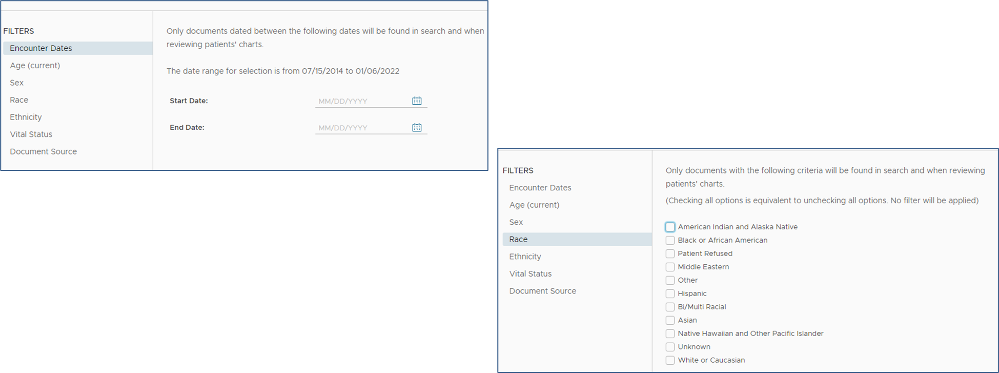 FILTERS
Encounter Dates
Age (current)
Sex
Race
Ethnicity
Vital Status
Document Source
Only documents dated between the following dates will be found in search and when
reviewing patients' charts.
The date range for selection is from 07/15/2014 to 01/06/2022
Start Date: MM/DD/YYYY
End Date: MM/DD/YYYY
FILTERS
Encounter Dates
Age (current)
Sex
Race
Ethnicity
Vital Status
Document Source
Only documents with the following criteria will be found in search and when reviewing
patients' charts.
(Checking all options is equivalent to unchecking all options. No filter will be applied)
American Indian and Alaska Native
Black or African American
Patient Refused
Middle Eastern
Other
Hispanic
Bi/Multi Racial
Asian
Native Hawaiian and Other Pacific Islander
Unknown
White or Caucasian